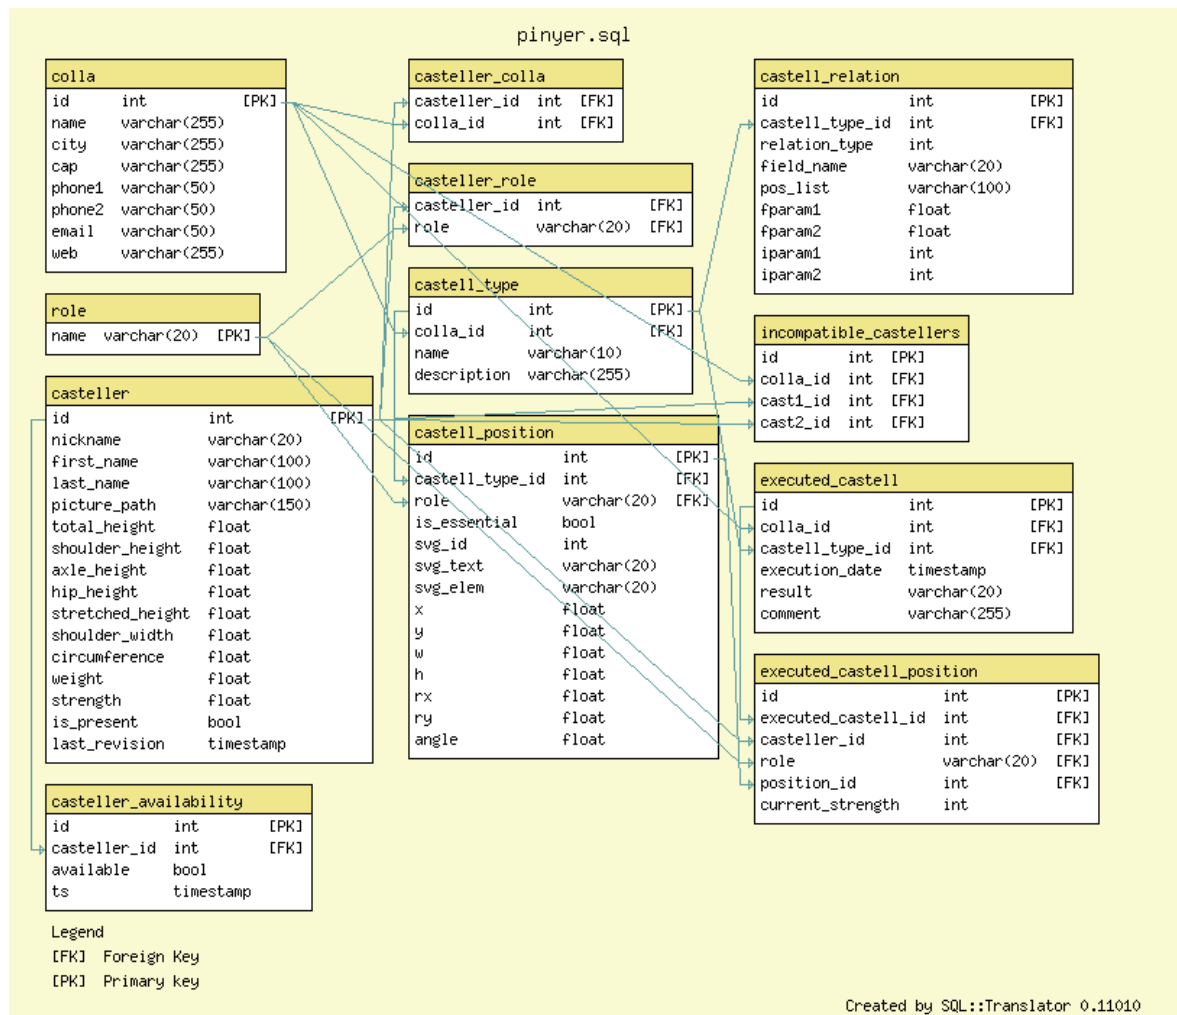 pinyer.sql
colla
id int [PK]
name varchar(255)
city varchar(255)
cap varchar(255)
phone1 varchar(50)
phone2 varchar(50)
email varchar(50)
web varchar(255)
role
name varchar(20) [PK]
casteller
id int [PK]
nickname varchar(20)
first_name varchar(100)
last_name varchar(100)
picture_path varchar(150)
total_height float
shoulder_height float
axle_height float
hip_height float
stretched_height float
shoulder_width float
circumference float
weight float
strength float
is_present bool
last_revision timestamp
casteller_availability
id int [PK]
casteller_id int [FK]
available bool
ts timestamp
Legend
[FK] Foreign Key
[PK] Primary key
casteller_colla
casteller_id int [FK]
colla_id int [FK]
casteller_role
casteller_id int [FK]
role varchar(20) [FK]
castell_type
id int [PK]
colla_id int [FK]
name varchar(10)
description varchar(255)
castell_position
id int [PK]
castell_type_id int [FK]
role varchar(20) [FK]
is_essential bool
svg_id int
svg_text varchar(20)
svg_elem varchar(20)
x float
y float
w float
h float
rx float
ry float
angle float
castell_relation
id int [PK]
castell_type_id int [FK]
relation_type int
field_name varchar(20)
pos_list varchar(100)
fparam1 float
fparam2 float
iparam1 int
iparam2 int
incompatible_castellers
id int [PK]
colla_id int [FK]
cast1_id int [FK]
cast2_id int [FK]
executed_castell
id int [PK]
colla_id int [FK]
castell_type_id int [FK]
execution_date timestamp
result varchar(20)
comment varchar(255)
executed_castell_position
id int [PK]
executed_castell_id int [FK]
casteller_id int [FK]
role varchar(20) [FK]
position_id int [FK]
current_strength int
Created by SQL::Translator 0.11010